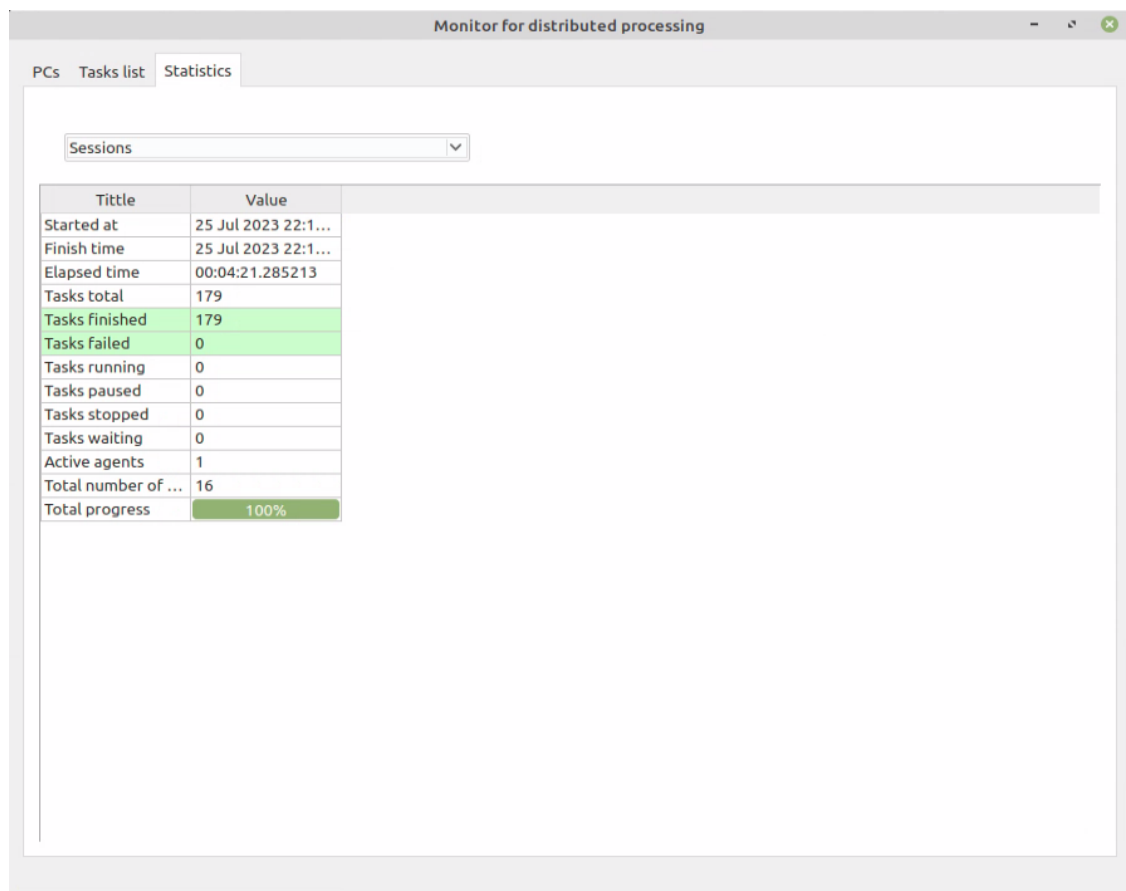 Monitor for distributed processing
PCs Tasks list Statistics
Sessions
Tittle Value
Started at 25 Jul 2023 22:1...
Finish time 25 Jul 2023 22:1...
Elapsed time 00:04:21.285213
Tasks total 179
Tasks finished 179
Tasks failed 0
Tasks running 0
Tasks paused 0
Tasks stopped 0
Tasks waiting 0
Active agents 1
Total number of ... 16
Total progress 100%